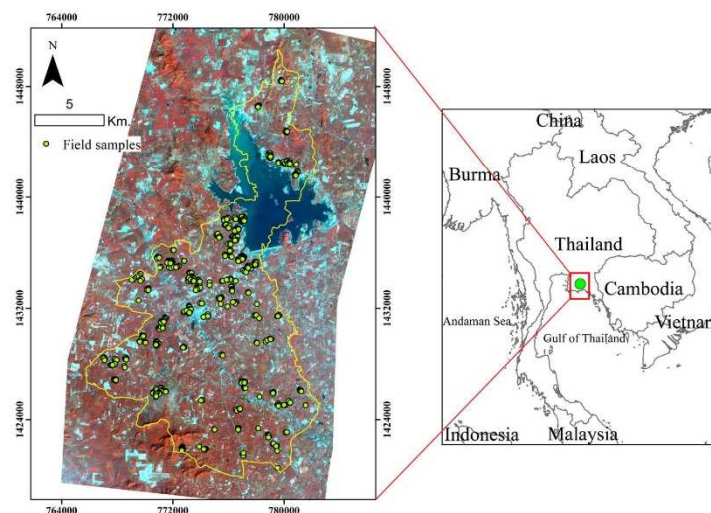 764000 772000 780000
N
5
Km.
Field samples
1448000 1448000
1440000 1440000
1432000 1432000
1424000 1424000
764000 772000 780000
China
Burma
Laos
Thailand
Cambodia
Andaman Sea
Vietnam
Gulf of Thailand
Indonesia
Malaysia